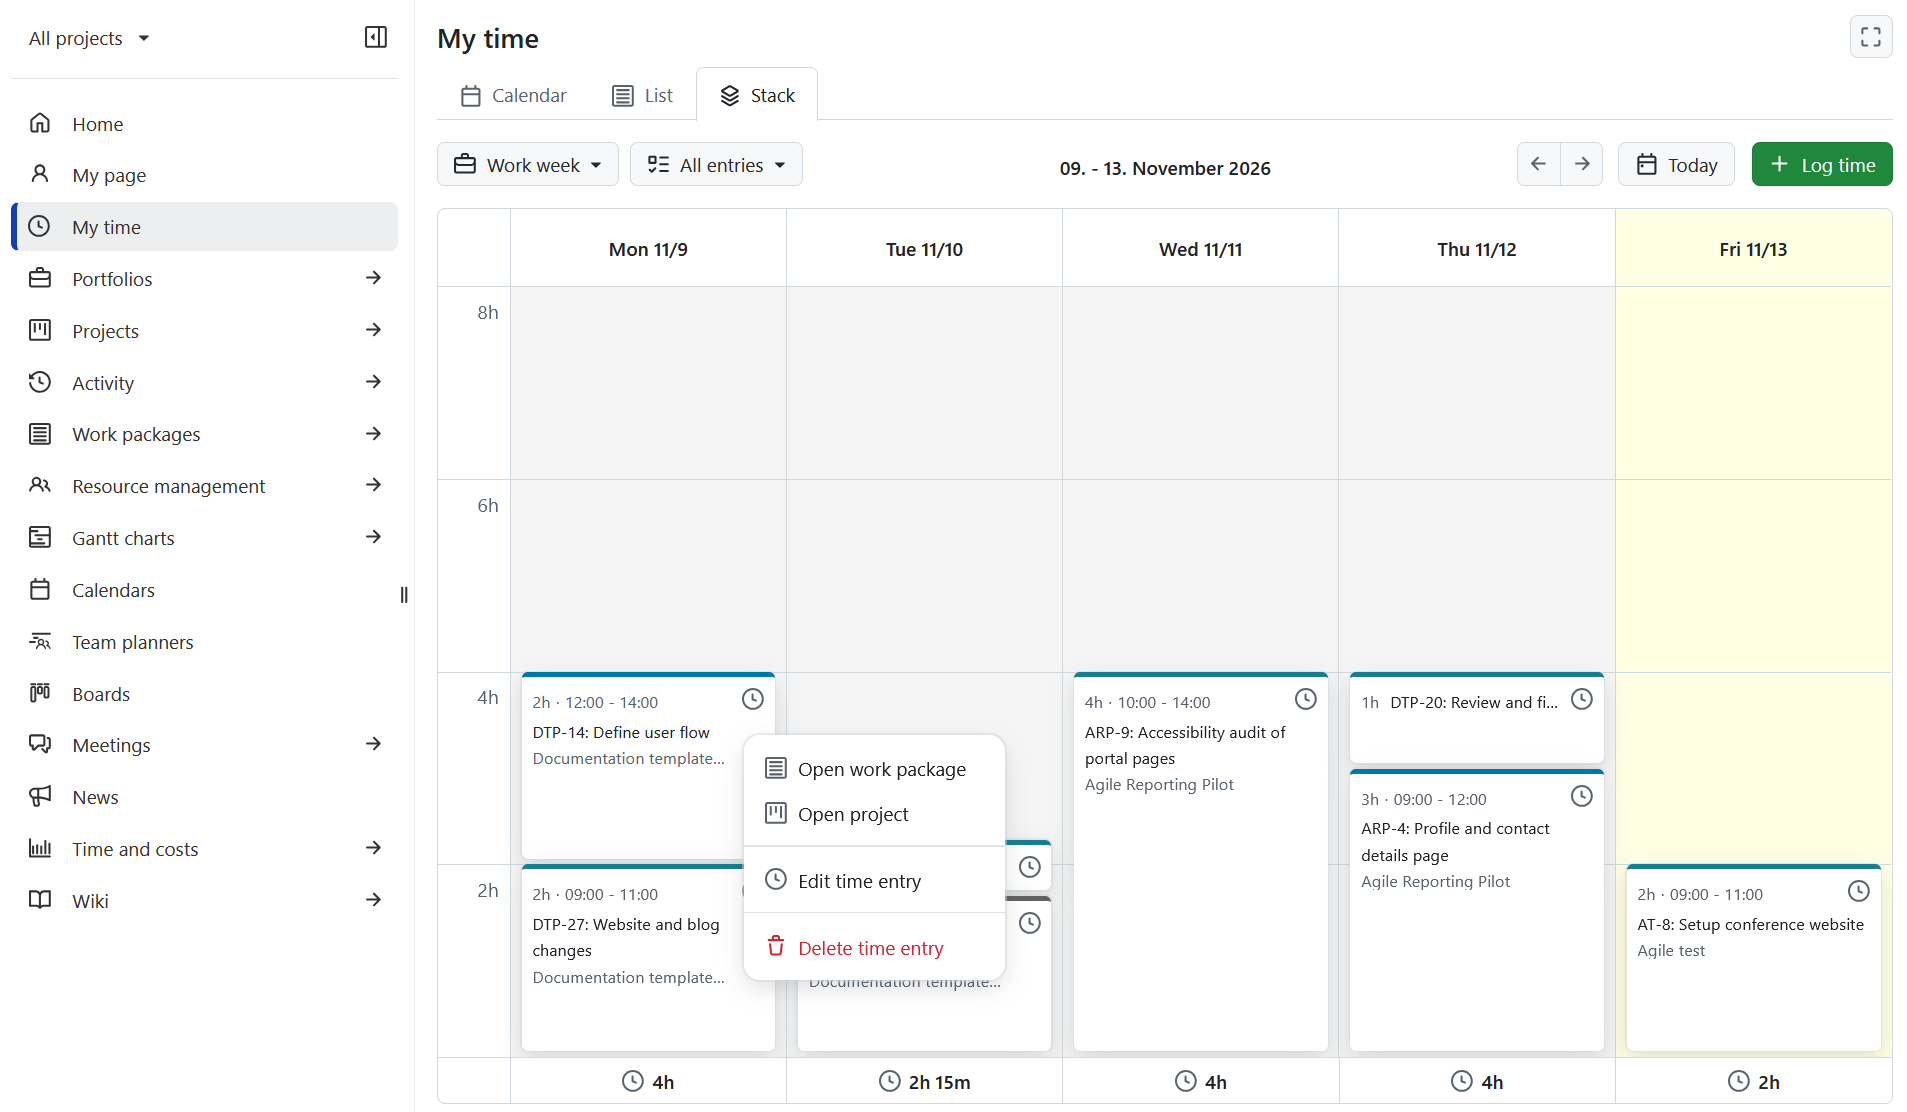 All projects
Home
My page
My time
Portfolios
Projects
Activity
Work packages
Resource management
Gantt charts
Calendars
Team planners
Boards
Meetings
News
Time and costs
Wiki
My time
Calendar
List
Stack
Work week
All entries
09. - 13. November 2026
Today
Log time
Mon 11/9
Tue 11/10
Wed 11/11
Thu 11/12
Fri 11/13
8h
6h
4h
2h
2h · 12:00 - 14:00
DTP-14: Define user flow
Documentation template...
2h · 09:00 - 11:00
DTP-27: Website and blog
changes
Documentation template...
Open work package
Open project
Edit time entry
Delete time entry
Documentation template...
4h · 10:00 - 14:00
ARP-9: Accessibility audit of
portal pages
Agile Reporting Pilot
1h DTP-20: Review and fi...
3h · 09:00 - 12:00
ARP-4: Profile and contact
details page
Agile Reporting Pilot
2h · 09:00 - 11:00
AT-8: Setup conference website
Agile test
4h
2h 15m
4h
4h
2h